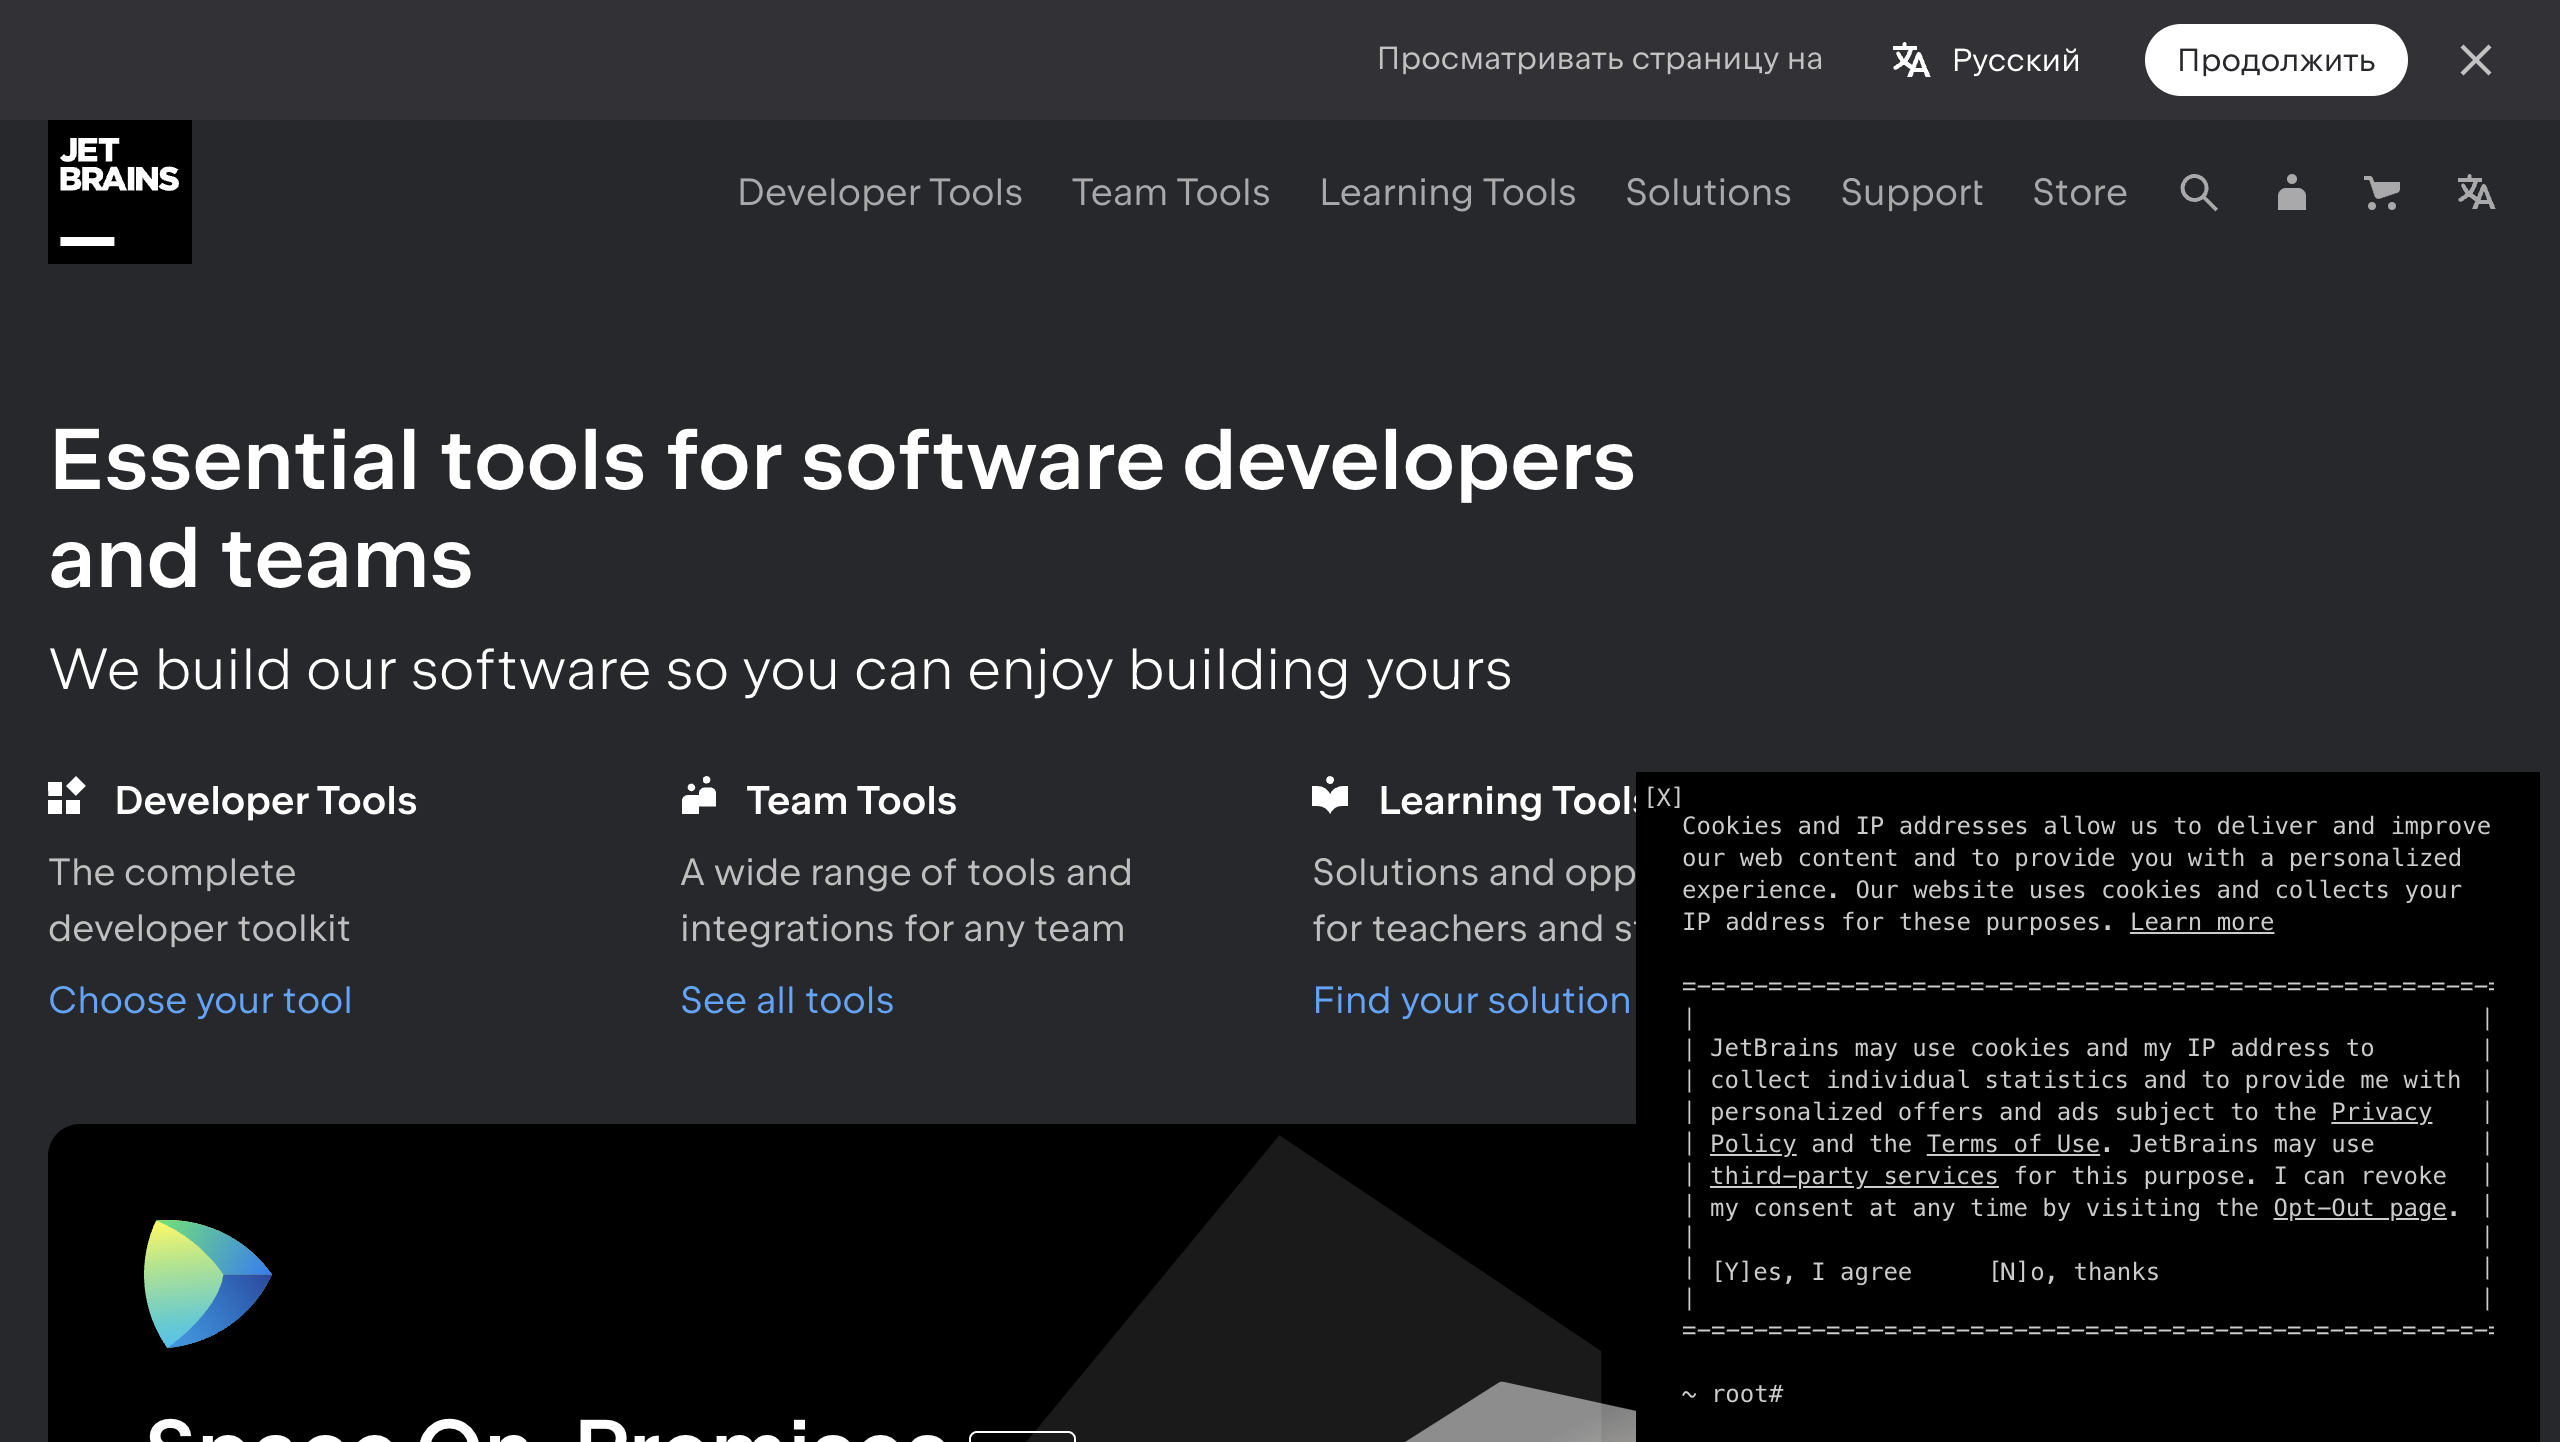 Просматривать страницу на Русский Продолжить
JET
BRAINS
Developer Tools Team Tools Learning Tools Solutions Support Store
Essential tools for software developers
and teams
We build our software so you can enjoy building yours
Developer Tools
The complete
developer toolkit
Choose your tool
Team Tools
A wide range of tools and
integrations for any team
See all tools
Learning Tools
Solutions and opp
for teachers and s
Find your solution
[X]
Cookies and IP addresses allow us to deliver and improve
our web content and to provide you with a personalized
experience. Our website uses cookies and collects your
IP address for these purposes. Learn more
JetBrains may use cookies and my IP address to
collect individual statistics and to provide me with
personalized offers and ads subject to the Privacy
Policy and the Terms of Use. JetBrains may use
third-party services for this purpose. I can revoke
my consent at any time by visiting the Opt-Out page.
[Y]es, I agree [N]o, thanks
~ root#
Space On-Premises